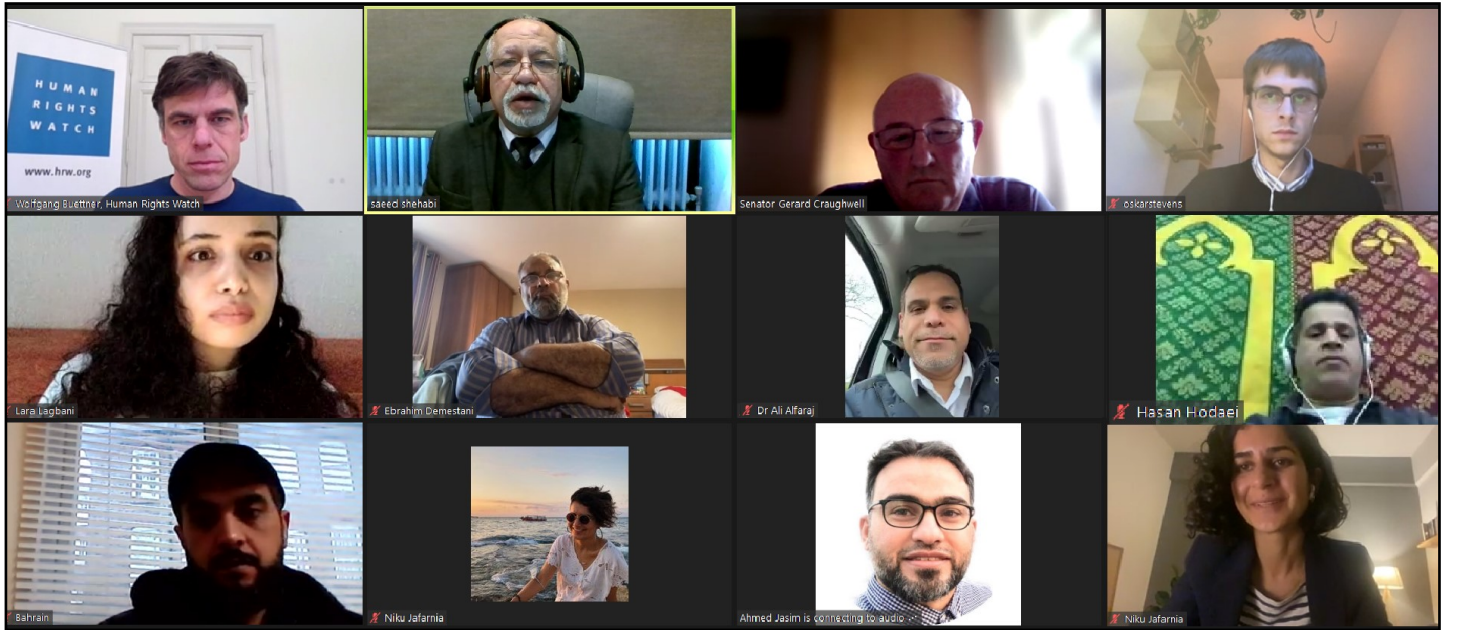 HUMAN
RIGHTS
WATCH
www.hrw.org
Wolfgang Buettner, Human Rights Watch
saeed shehabi
Senator Gerard Craughwell
oskarstevens
Lara Lagbani
Ebrahim Demestani
Dr Ali Alfaraj
Hasan Hodaei
Bahrain
Niku Jafarnia
Ahmed Jasim is connecting to audio ...
Niku Jafarnia